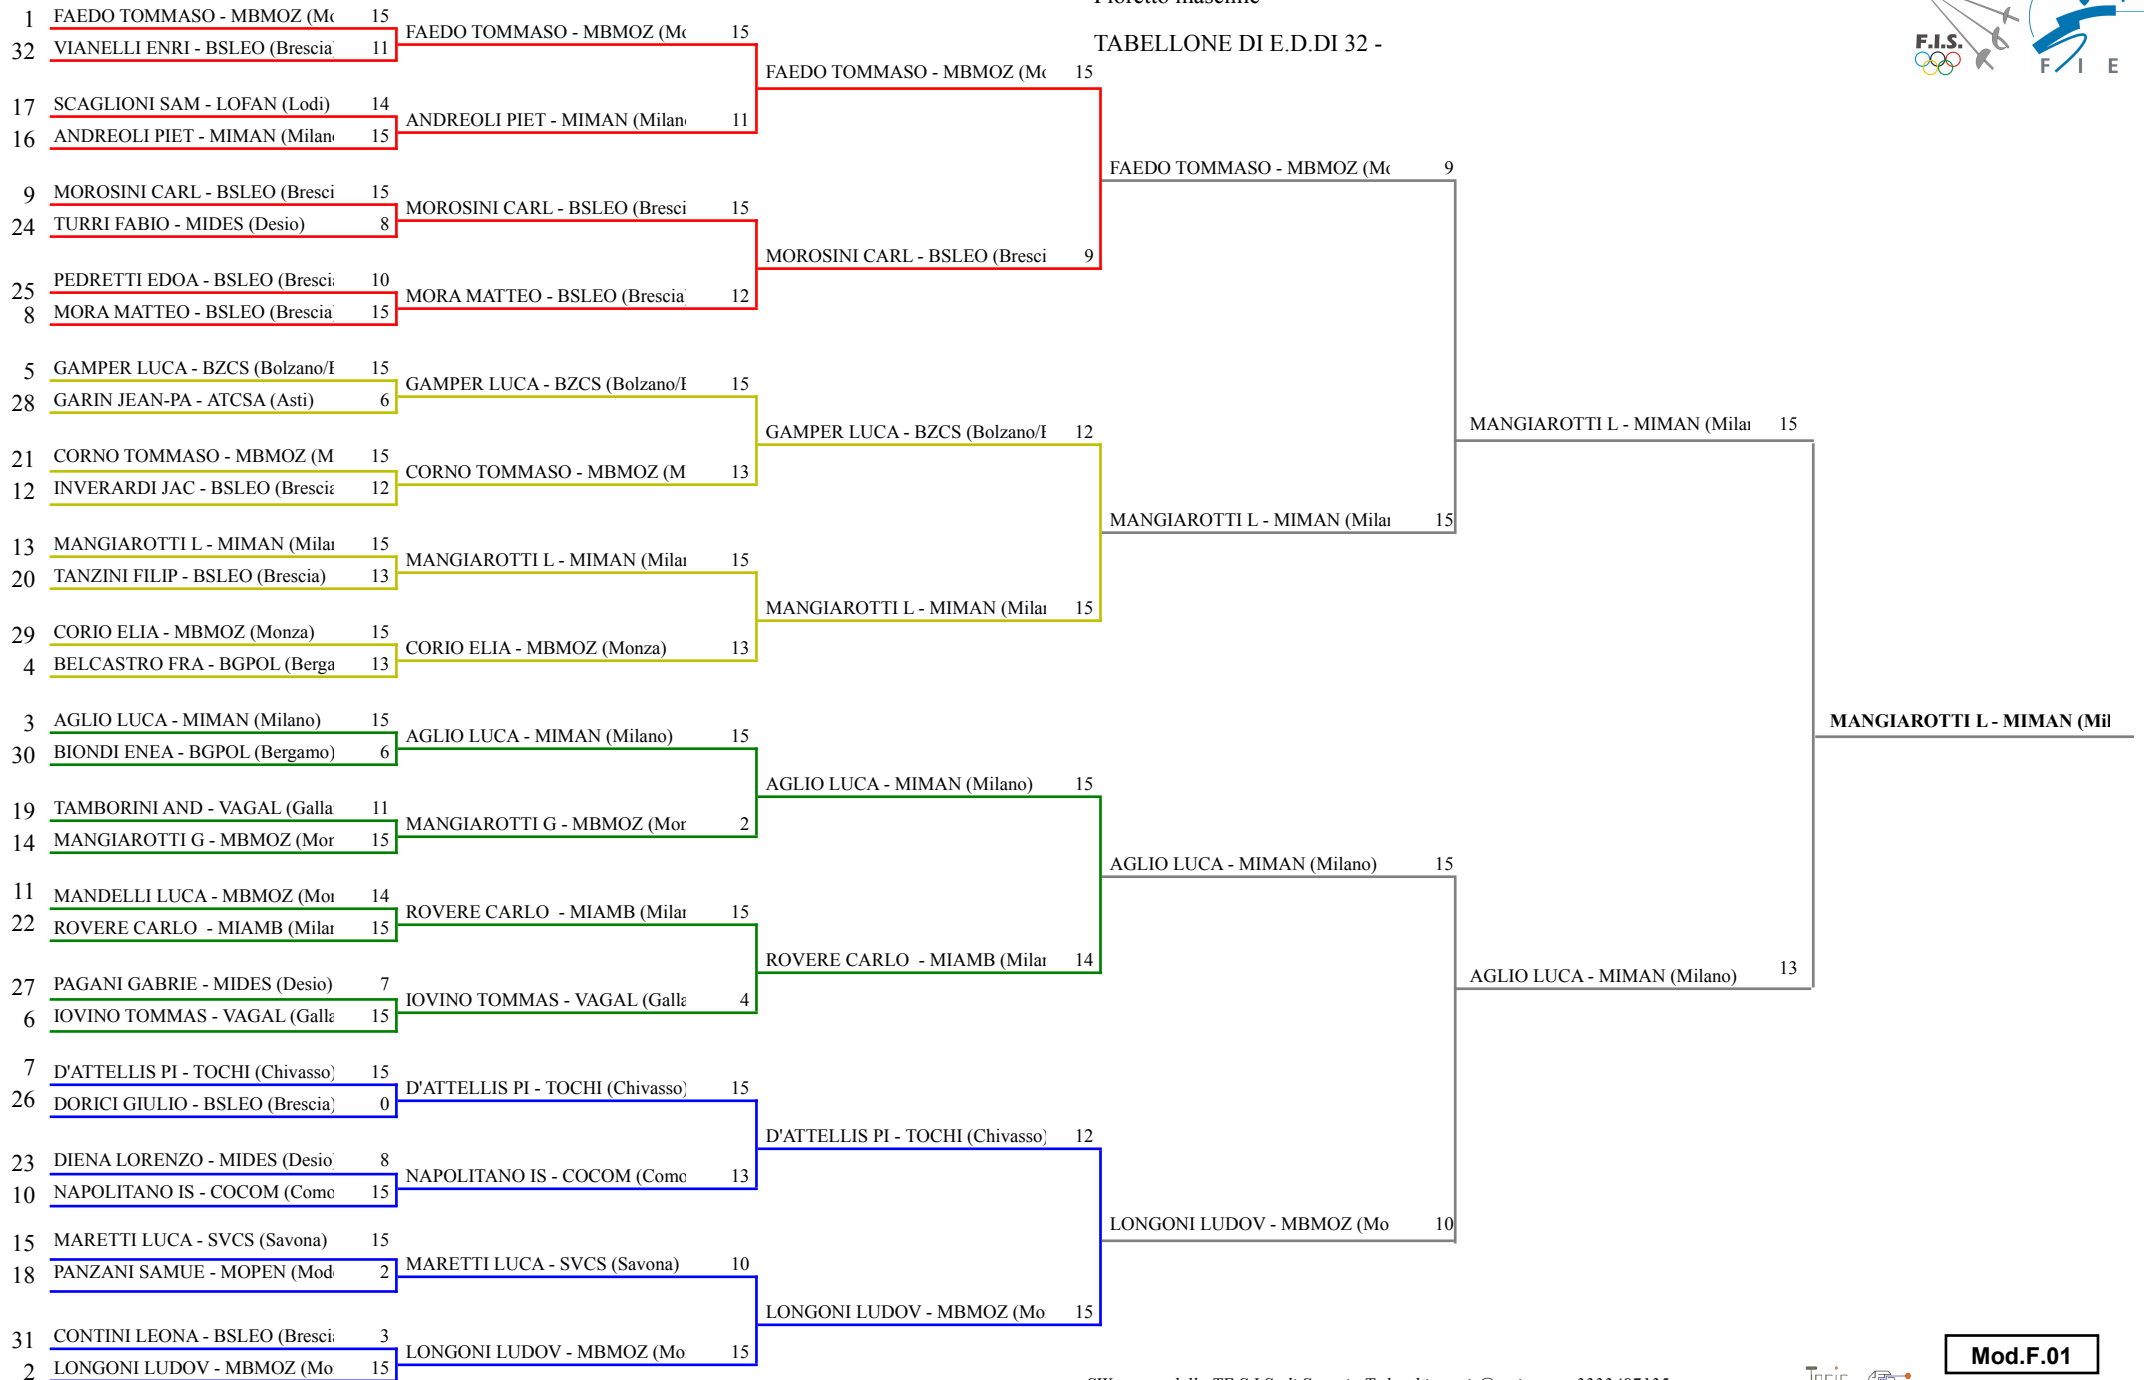 Fioretto maschile
TABELLONE DI E.D.DI 32 -
F.I.S.
F I E
1 FAEDO TOMMASO - MBMOZ (Mo 15
32 VIANELLI ENRI - BSLEO (Brescia) 11
17 SCAGLIONI SAM - LOFAN (Lodi) 14
16 ANDREOLI PIET - MIMAN (Milano 15
9 MOROSINI CARL - BSLEO (Bresci 15
24 TURRI FABIO - MIDES (Desio) 8
25 PEDRETTI EDOA - BSLEO (Brescia 10
8 MORA MATTEO - BSLEO (Brescia) 15
5 GAMPER LUCA - BZCS (Bolzano/B 15
28 GARIN JEAN-PA - ATCSA (Asti) 6
21 CORNO TOMMASO - MBMOZ (M 15
12 INVERARDI JAC - BSLEO (Brescia 12
13 MANGIAROTTI L - MIMAN (Milan 15
20 TANZINI FILIP - BSLEO (Brescia) 13
29 CORIO ELIA - MBMOZ (Monza) 15
4 BELCASTRO FRA - BGPOL (Berga 13
3 AGLIO LUCA - MIMAN (Milano) 15
30 BIONDI ENEA - BGPOL (Bergamo) 6
19 TAMBORINI AND - VAGAL (Galla 11
14 MANGIAROTTI G - MBMOZ (Mon 15
11 MANDELLI LUCA - MBMOZ (Mon 14
22 ROVERE CARLO - MIAMB (Milan 15
27 PAGANI GABRIE - MIDES (Desio) 7
6 IOVINO TOMMAS - VAGAL (Galla 15
7 D'ATTELLIS PI - TOCHI (Chivasso) 15
26 DORICI GIULIO - BSLEO (Brescia) 0
23 DIENA LORENZO - MIDES (Desio) 8
10 NAPOLITANO IS - COCOM (Como 15
15 MARETTI LUCA - SVCS (Savona) 15
18 PANZANI SAMUE - MOPEN (Mode 2
31 CONTINI LEONA - BSLEO (Brescia 3
2 LONGONI LUDOV - MBMOZ (Mo 15
FAEDO TOMMASO - MBMOZ (Mo 15
ANDREOLI PIET - MIMAN (Milano 11
MOROSINI CARL - BSLEO (Bresci 15
MORA MATTEO - BSLEO (Brescia) 12
GAMPER LUCA - BZCS (Bolzano/B 15
CORNO TOMMASO - MBMOZ (M 13
MANGIAROTTI L - MIMAN (Milan 15
CORIO ELIA - MBMOZ (Monza) 13
AGLIO LUCA - MIMAN (Milano) 15
MANGIAROTTI G - MBMOZ (Mon 2
ROVERE CARLO - MIAMB (Milan 15
IOVINO TOMMAS - VAGAL (Galla 4
D'ATTELLIS PI - TOCHI (Chivasso) 15
NAPOLITANO IS - COCOM (Como 13
MARETTI LUCA - SVCS (Savona) 10
LONGONI LUDOV - MBMOZ (Mo 15
FAEDO TOMMASO - MBMOZ (Mo 15
MOROSINI CARL - BSLEO (Bresci 9
GAMPER LUCA - BZCS (Bolzano/B 12
MANGIAROTTI L - MIMAN (Milan 15
AGLIO LUCA - MIMAN (Milano) 15
ROVERE CARLO - MIAMB (Milan 14
D'ATTELLIS PI - TOCHI (Chivasso) 12
LONGONI LUDOV - MBMOZ (Mo 15
FAEDO TOMMASO - MBMOZ (Mo 9
MANGIAROTTI L - MIMAN (Milan 15
AGLIO LUCA - MIMAN (Milano) 15
LONGONI LUDOV - MBMOZ (Mo 10
MANGIAROTTI L - MIMAN (Milan 15
AGLIO LUCA - MIMAN (Milano) 13
MANGIAROTTI L - MIMAN (Mil
Mod.F.01